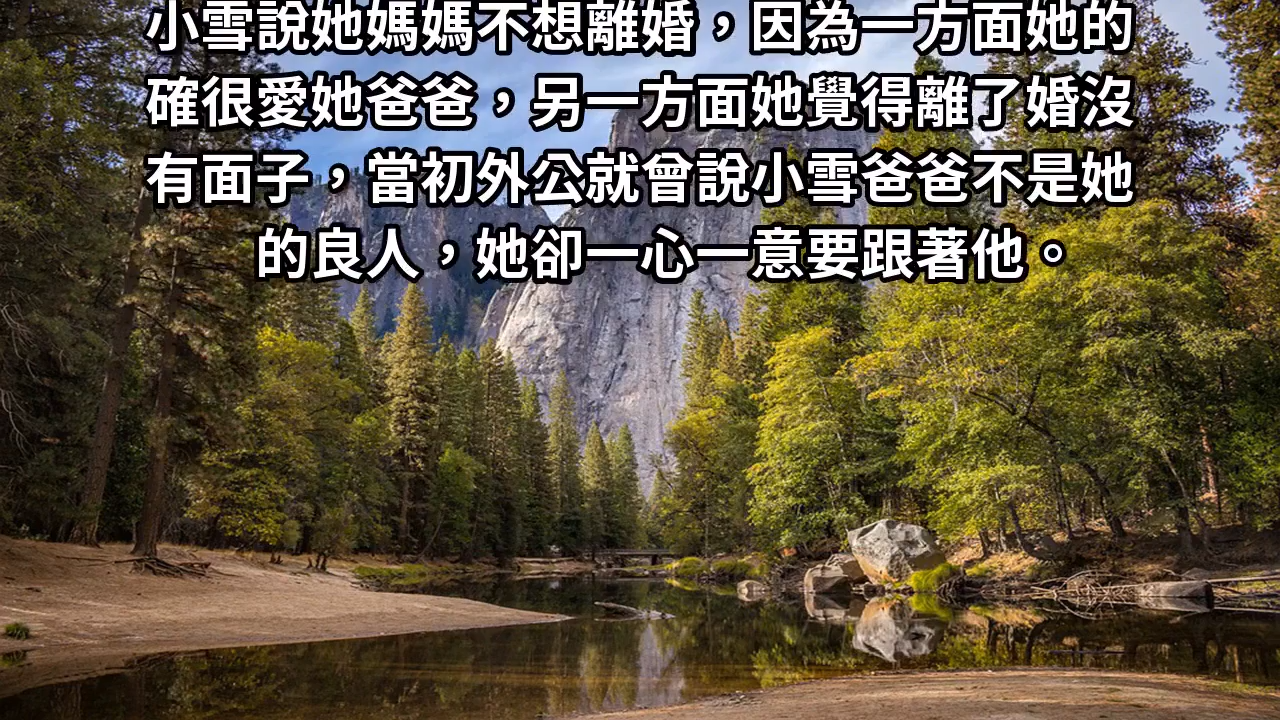 小雪說她媽媽不想離婚，因為一方面她的
確很愛她爸爸，另一方面她覺得離了婚沒
有面子，當初外公就曾說小雪爸爸不是她
的良人，她卻一心一意要跟著他。